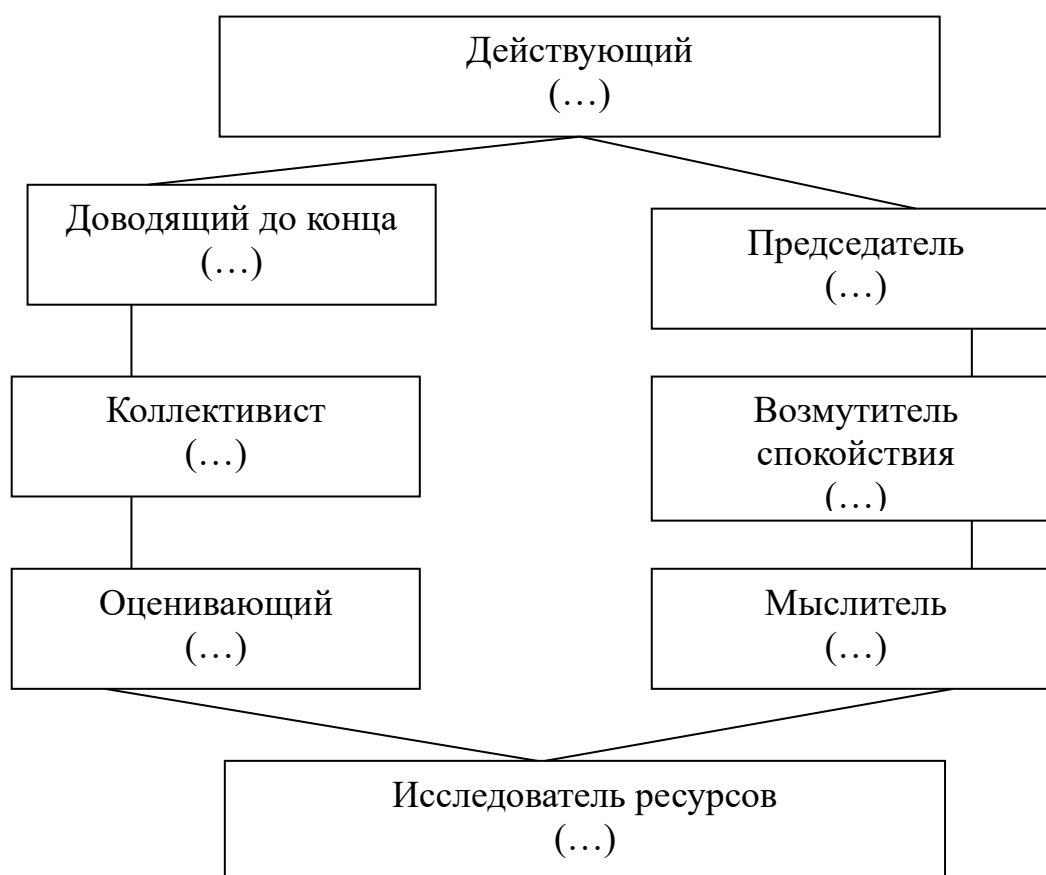 Действующий
(…)
Доводящий до конца
(…)
Председатель
(…)
Коллективист
(…)
Возмутитель
спокойствия
(…)
Оценивающий
(…)
Мыслитель
(…)
Исследователь ресурсов
(…)